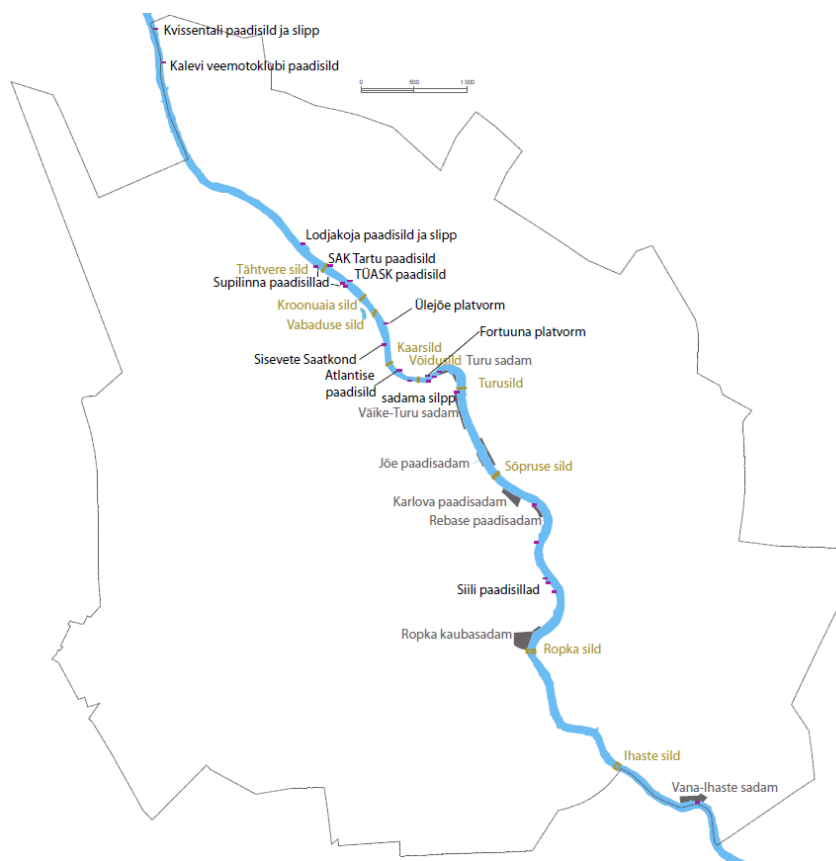 Kvissentali paadisild ja slipp
Kalevi veemotoklubi paadisild
0 600 1 000
Lodjakoja paadisild ja slipp
SAK Tartu paadisild
Tähtvere sild
TÜASK paadisild
Supilinna paadisillad
Kroonuaia sild
Ülejõe platvorm
Vabaduse sild
Fortuuna platvorm
Kaarsild
Sisevete Saatkond
Võidusild
Turu sadam
Atlantise
paadisild
Turusild
sadama silpp
Väike-Turu sadam
Jõe paadisadam
Sõpruse sild
Karlova paadisadam
Rebase paadisadam
Siili paadisillad
Ropka kaubasadam
Ropka sild
Ihaste sild
Vana-Ihaste sadam